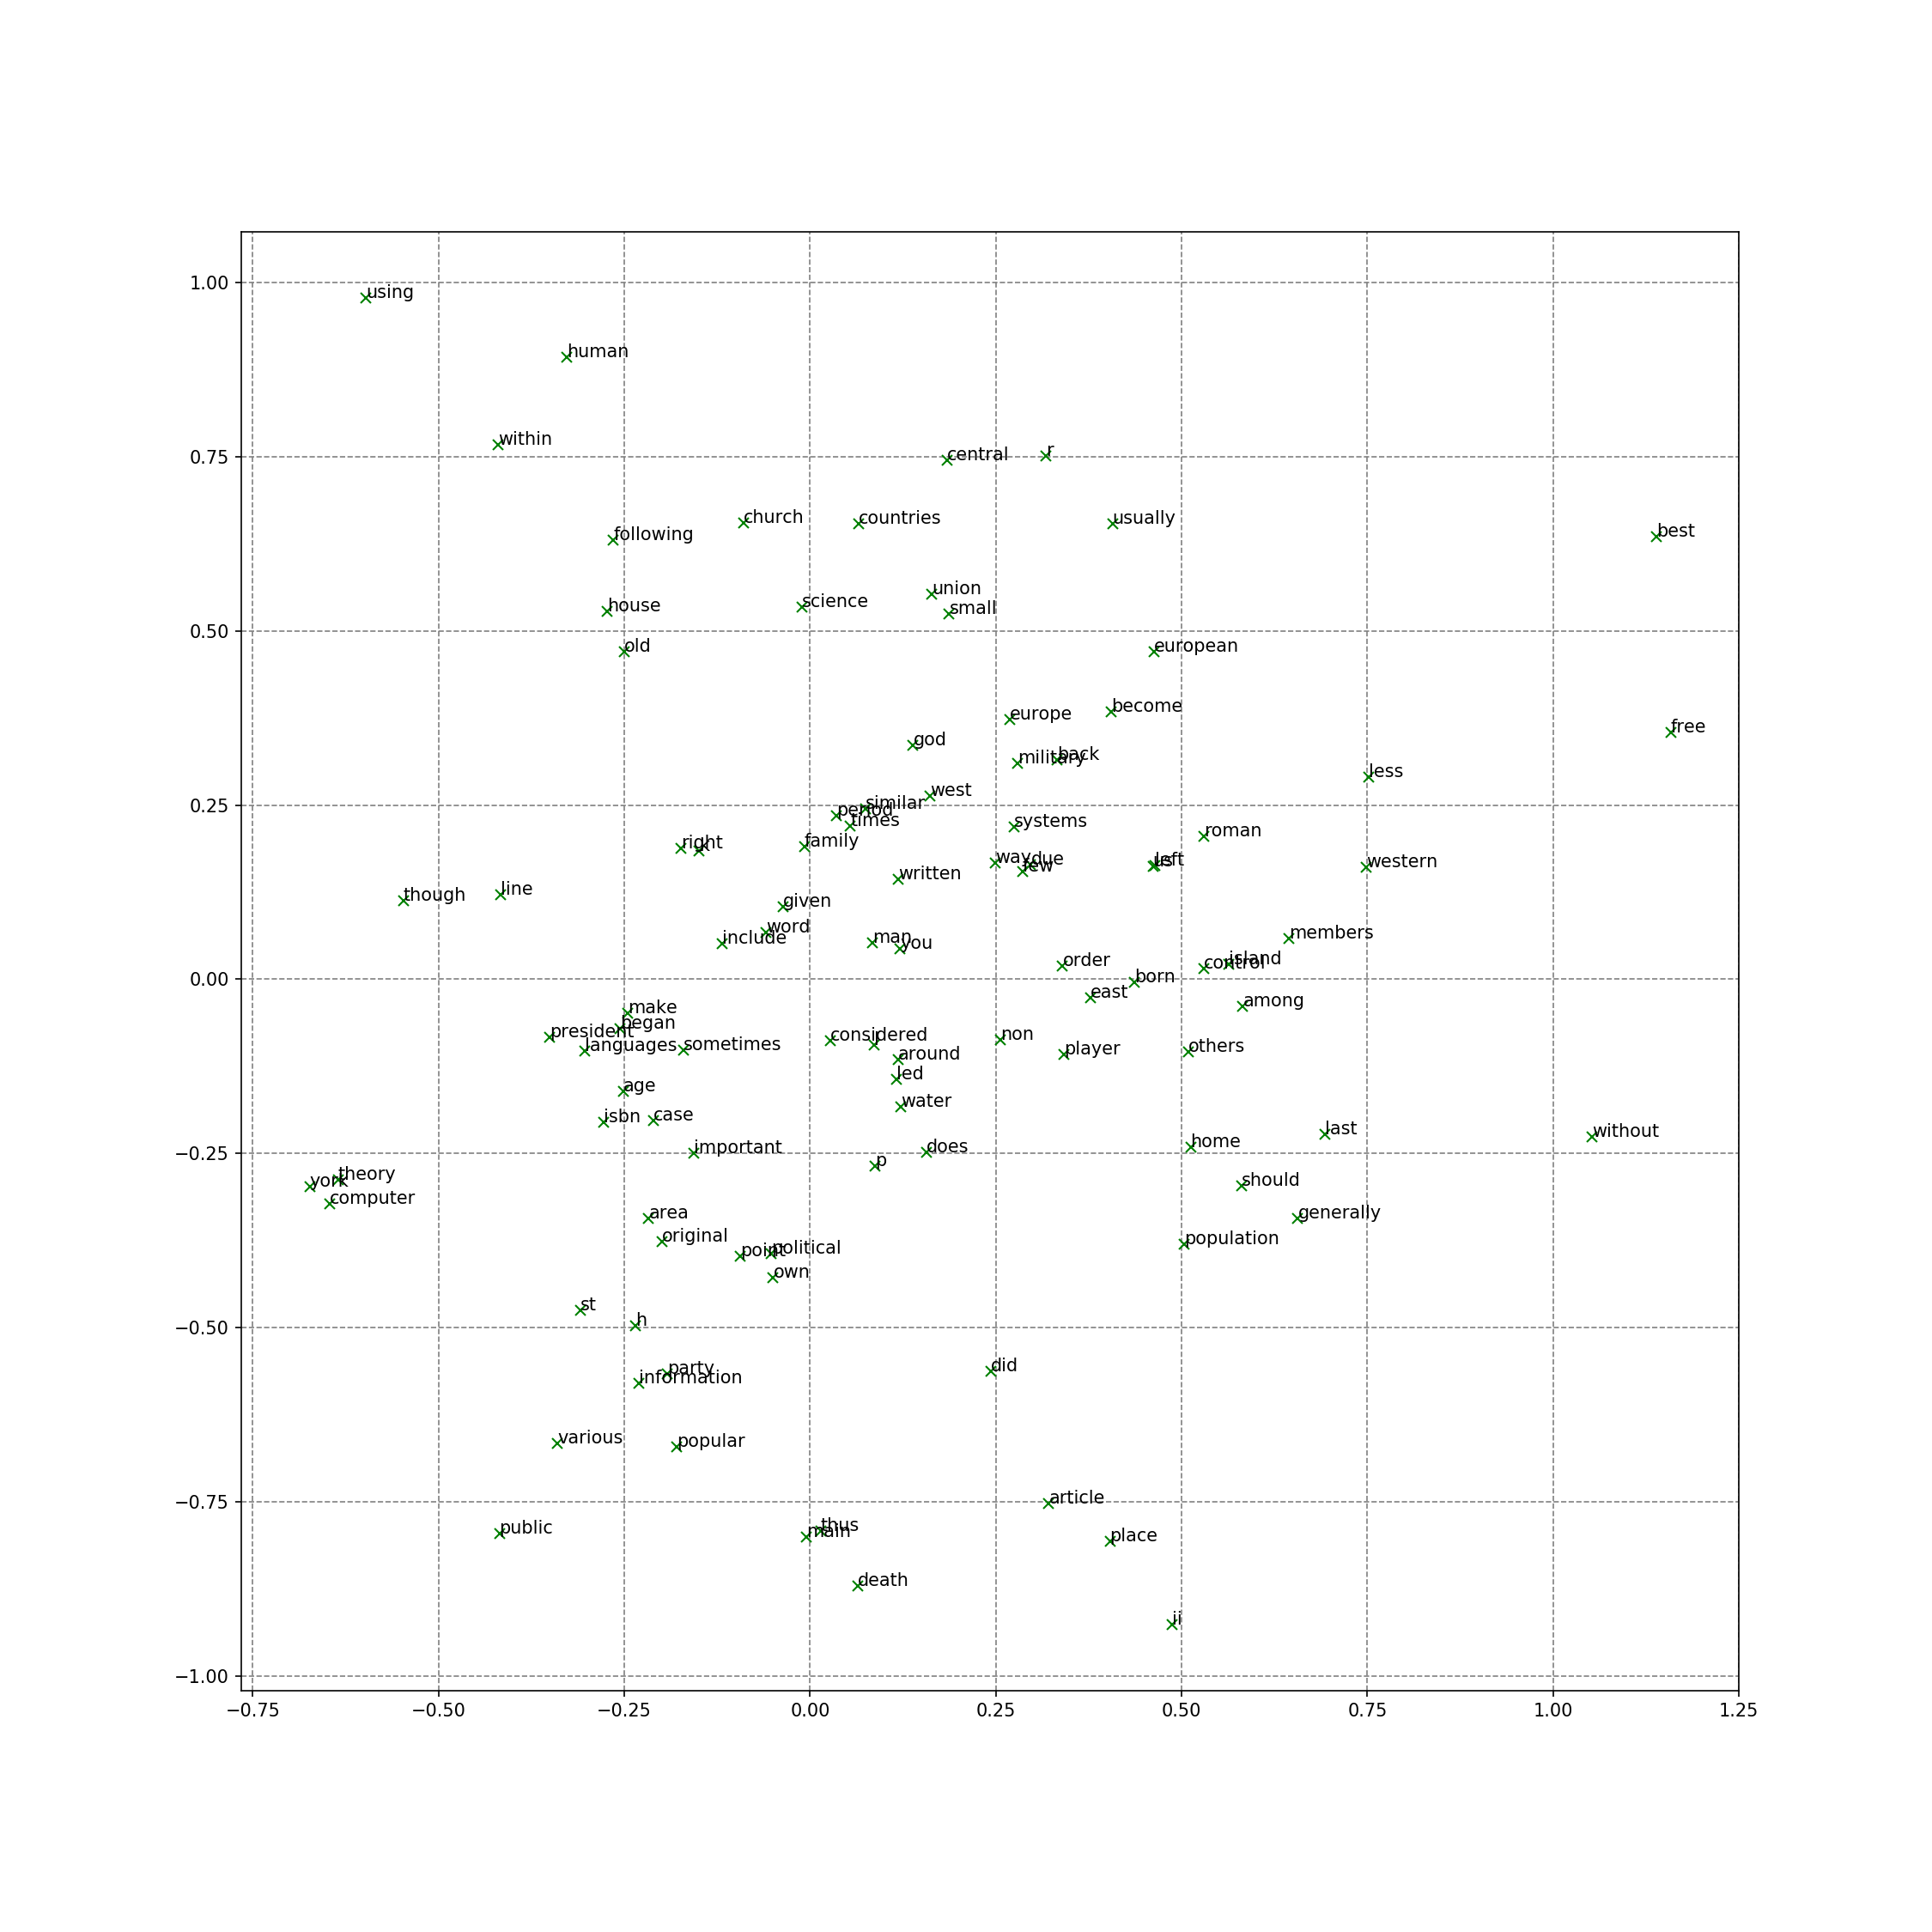 1.00
using
human
within
r
0.75
central
church
countries
usually
best
following
union
science
house
small
0.50
old
european
become
europe
free
god
back
military
less
west
0.25
similar
period
times
systems
roman
right
k
family
way
due
few
us
left
western
written
line
though
given
word
include
members
man
you
order
island
control
0.00
born
east
among
make
began
president
languages
sometimes
considered
non
player
others
around
led
age
water
isbn
case
last
without
home
−0.25
important
does
p
theory
york
computer
should
area
generally
original
population
point
political
own
st
h
−0.50
party
information
did
various
popular
−0.75
article
public
thus
main
place
death
ii
−1.00
−0.75 −0.50 −0.25 0.00 0.25 0.50 0.75 1.00 1.25